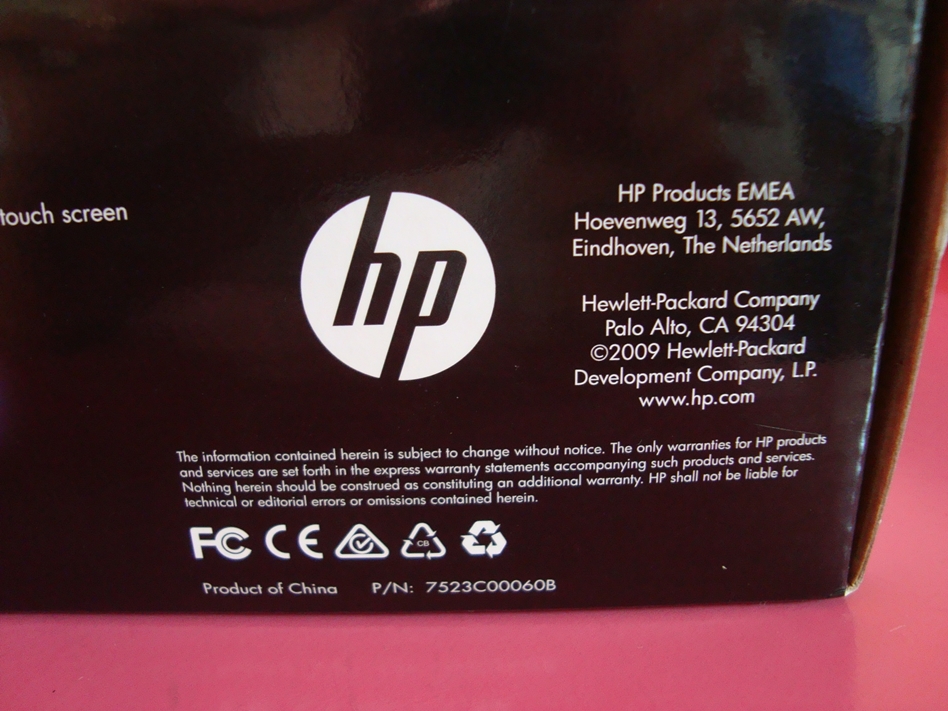 touch screen
hp
HP Products EMEA
Hoevenweg 13, 5652 AW,
Eindhoven, The Netherlands
Hewlett-Packard Company
Palo Alto, CA 94304
©2009 Hewlett-Packard
Development Company, L.P.
www.hp.com
The information contained herein is subject to change without notice. The only warranties for HP products
and services are set forth in the express warranty statements accompanying such products and services.
Nothing herein should be construed as constituting an additional warranty. HP shall not be liable for
technical or editorial errors or omissions contained herein.
FC CE CB
Product of China P/N: 7523C00060B